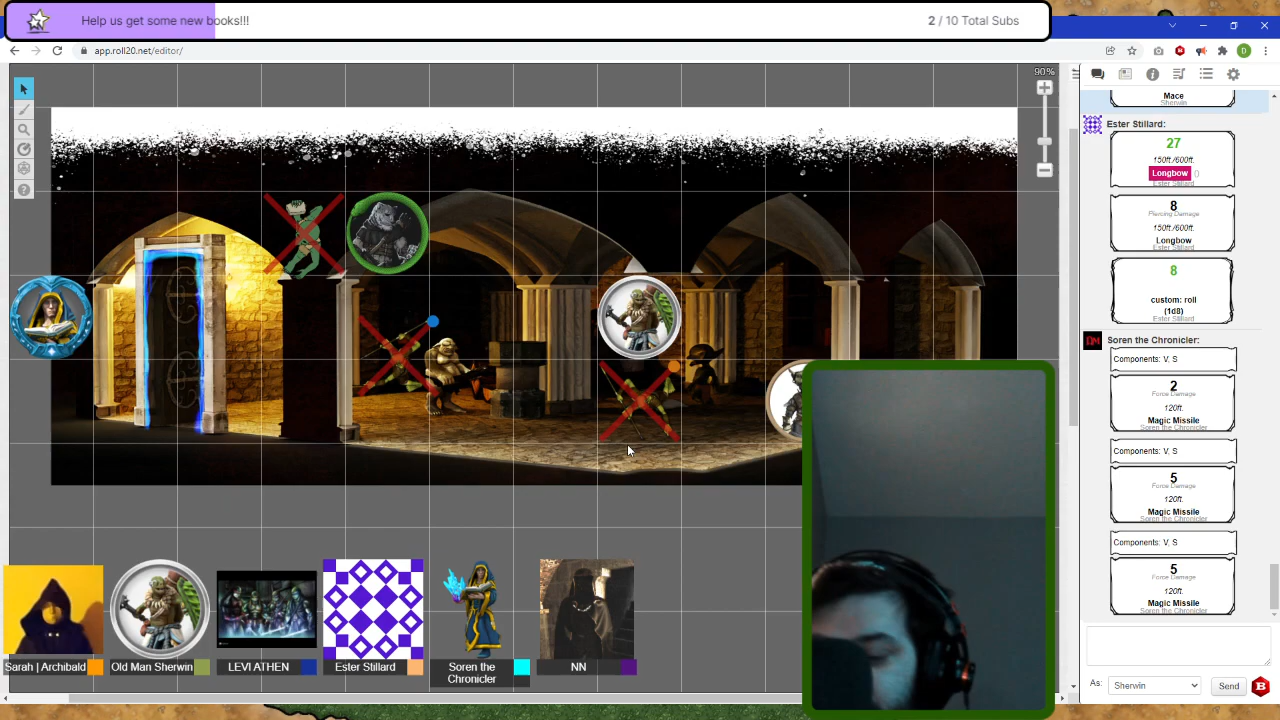 Help us get some new books!!!
2 / 10 Total Subs
app.roll20.net/editor/
D
90%
Mace
Sherwin
Ester Stillard:
27
150ft./600ft.
Longbow ()
Ester Stillard
8
Piercing Damage
150ft./600ft.
Longbow
Ester Stillard
8
custom: roll
(1d8)
Ester Stillard
Soren the Chronicler:
Components: V, S
2
Force Damage
120ft.
Magic Missile
Soren the Chronicler
Components: V, S
5
Force Damage
120ft.
Magic Missile
Soren the Chronicler
Components: V, S
5
Force Damage
120ft.
Magic Missile
Soren the Chronicler
As: Sherwin
Send
Sarah | Archibald
Old Man Sherwin
LEVI ATHEN
Ester Stillard
Soren the
Chronicler
NN